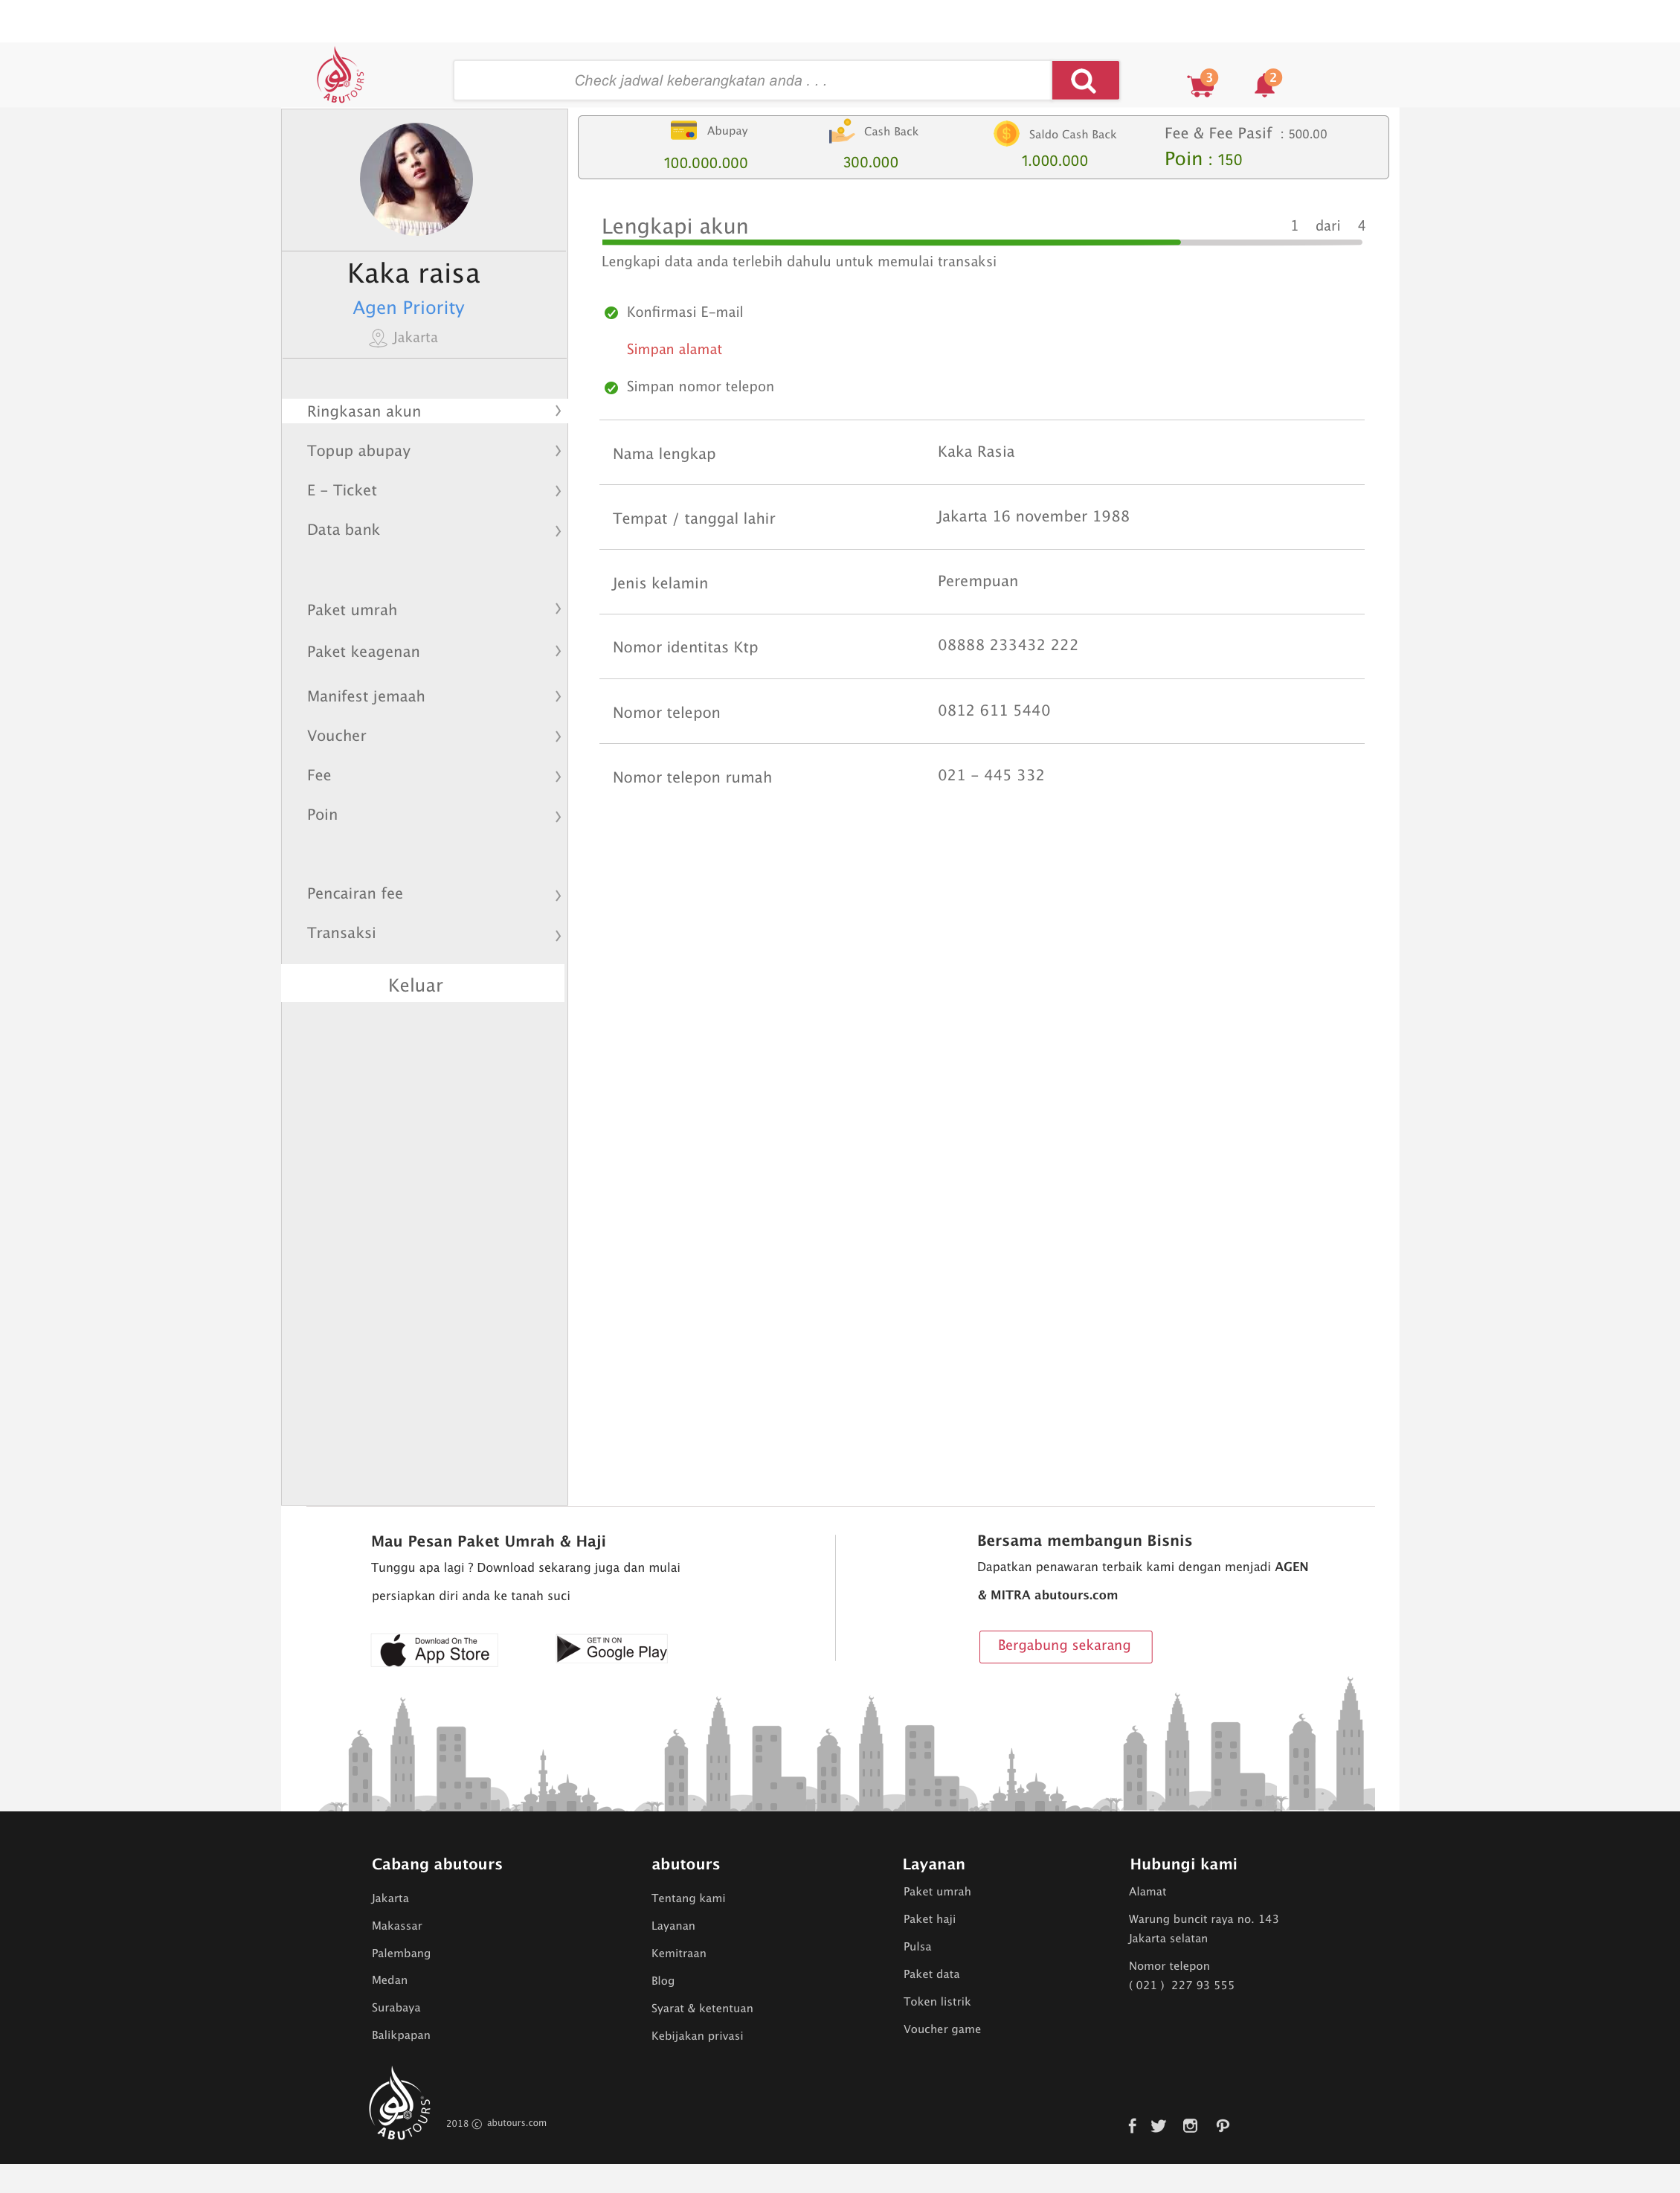 ABUTOURS
Check jadwal keberangkatan anda . . .
3
2
Abupay
100.000.000
Cash Back
300.000
Saldo Cash Back
1.000.000
Fee & Fee Pasif : 500.00
Poin : 150
Kaka raisa
Agen Priority
Jakarta
Ringkasan akun
Topup abupay
E - Ticket
Data bank
Paket umrah
Paket keagenan
Manifest jemaah
Voucher
Fee
Poin
Pencairan fee
Transaksi
Keluar
Lengkapi akun
1 dari 4
Lengkapi data anda terlebih dahulu untuk memulai transaksi
Konfirmasi E-mail
Simpan alamat
Simpan nomor telepon
Nama lengkap Kaka Rasia
Tempat / tanggal lahir Jakarta 16 november 1988
Jenis kelamin Perempuan
Nomor identitas Ktp 08888 233432 222
Nomor telepon 0812 611 5440
Nomor telepon rumah 021 - 445 332
Mau Pesan Paket Umrah & Haji
Tunggu apa lagi ? Download sekarang juga dan mulai
persiapkan diri anda ke tanah suci
Download On The
App Store
GET IN ON
Google Play
Bersama membangun Bisnis
Dapatkan penawaran terbaik kami dengan menjadi AGEN
& MITRA abutours.com
Bergabung sekarang
Cabang abutours
Jakarta
Makassar
Palembang
Medan
Surabaya
Balikpapan
abutours
Tentang kami
Layanan
Kemitraan
Blog
Syarat & ketentuan
Kebijakan privasi
Layanan
Paket umrah
Paket haji
Pulsa
Paket data
Token listrik
Voucher game
Hubungi kami
Alamat
Warung buncit raya no. 143
Jakarta selatan
Nomor telepon
( 021 ) 227 93 555
ABUTOURS
2018 © abutours.com